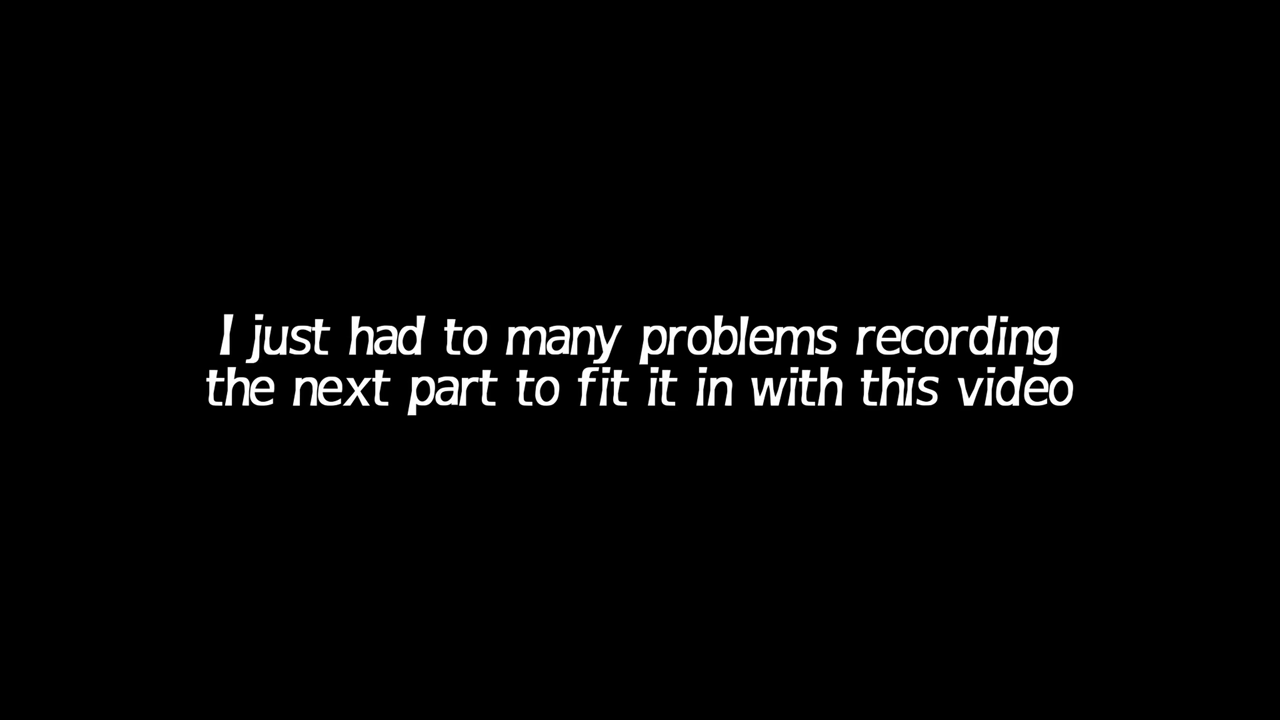 I just had to many problems recording
the next part to fit it in with this video